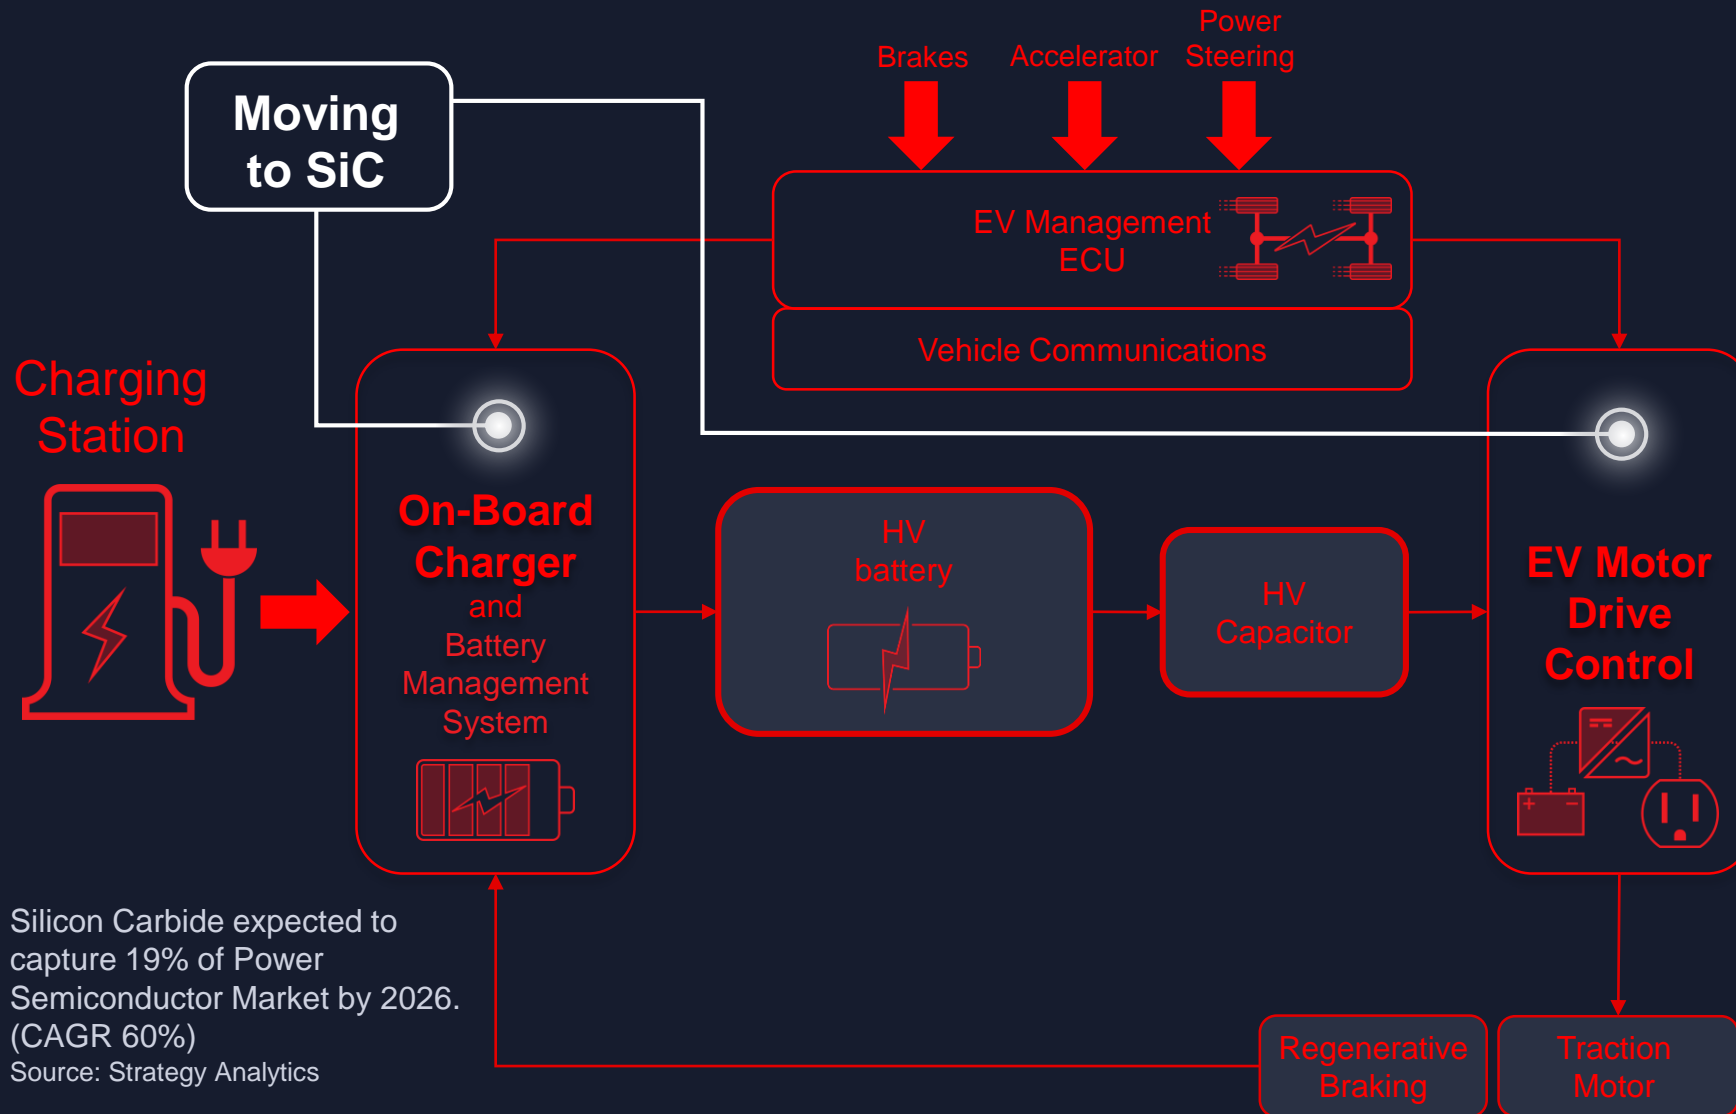 Power
Brakes Accelerator Steering
Moving
to SiC
EV Management
ECU
Vehicle Communications
Charging
Station
On-Board
Charger
and
Battery
Management
System
HV
battery
HV
Capacitor
EV Motor
Drive
Control
Silicon Carbide expected to
capture 19% of Power
Semiconductor Market by 2026.
(CAGR 60%)
Source: Strategy Analytics
Regenerative
Braking
Traction
Motor